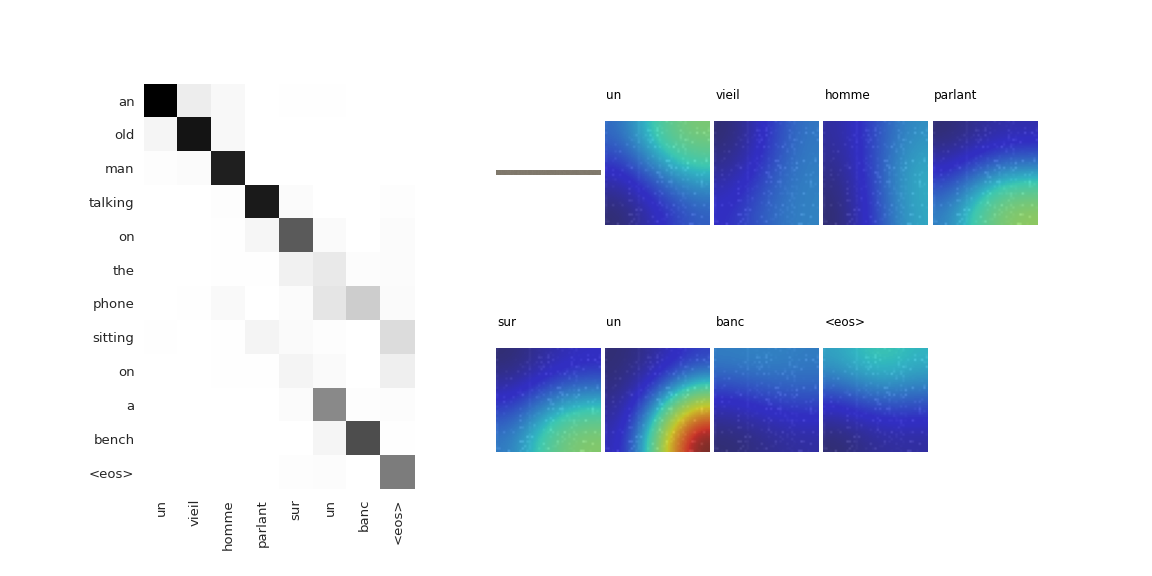 an
old
man
talking
on
the
phone
sitting
on
a
bench
<eos>
un vieil homme parlant sur un banc <eos>
un vieil homme parlant
sur un banc <eos>